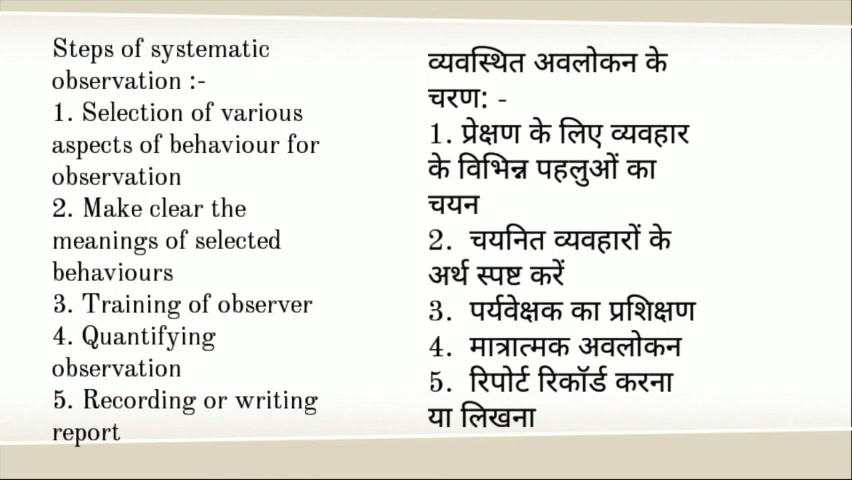 Steps of systematic
observation :-
1. Selection of various
aspects of behaviour for
observation
2. Make clear the
meanings of selected
behaviours
3. Training of observer
4. Quantifying
observation
5. Recording or writing
report
व्यवस्थित अवलोकन के
चरण: -
1. प्रेक्षण के लिए व्यवहार
के विभिन्न पहलुओं का
चयन
2. चयनित व्यवहारों के
अर्थ स्पष्ट करें
3. पर्यवेक्षक का प्रशिक्षण
4. मात्रात्मक अवलोकन
5. रिपोर्ट रिकॉर्ड करना
या लिखना